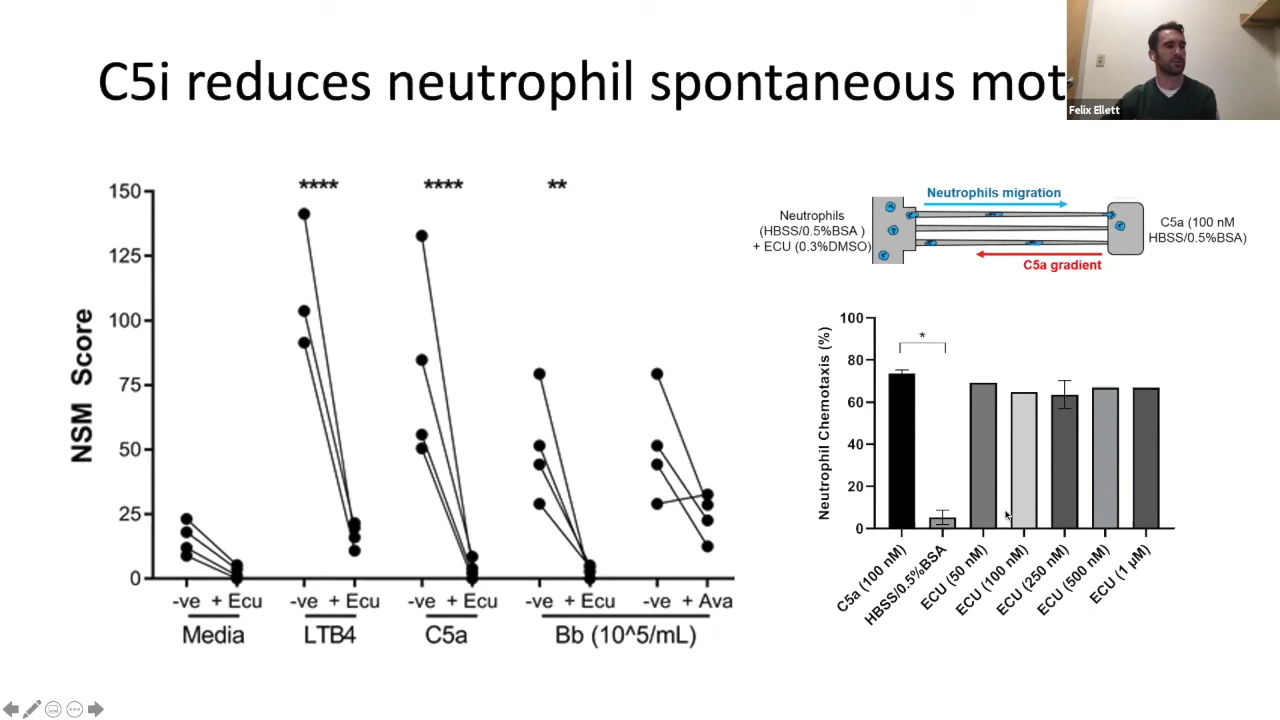 C5i reduces neutrophil spontaneous mot
Felix Ellett
NSM Score
150
125
100
75
50
25
0
****
****
**
-ve + Ecu
-ve + Ecu
-ve + Ecu
-ve + Ecu
-ve + Ava
Media
LTB4
C5a
Bb (10^5/mL)
Neutrophils migration
Neutrophils
(HBSS/0.5%BSA )
+ ECU (0.3%DMSO)
C5a (100 nM
HBSS/0.5%BSA)
C5a gradient
Neutrophil Chemotaxis (%)
100
80
60
40
20
0
*
C5a (100 nM)
HBSS/0.5%BSA
ECU (50 nM)
ECU (100 nM)
ECU (250 nM)
ECU (500 nM)
ECU (1 µM)